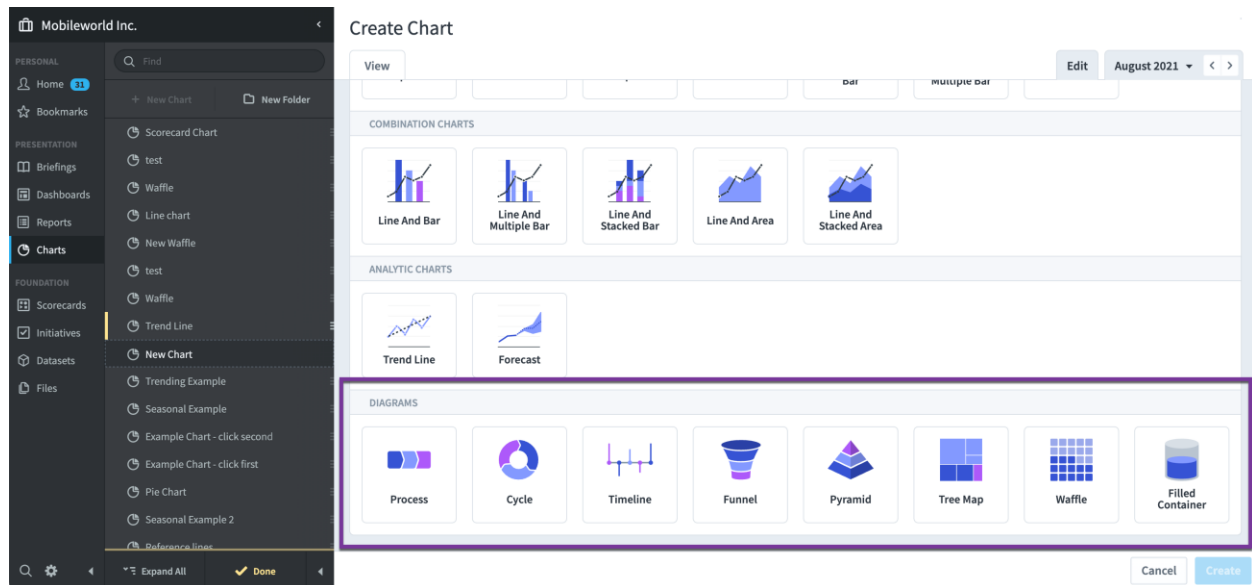 Mobileworld Inc.
PERSONAL
Home 31
Bookmarks
PRESENTATION
Briefings
Dashboards
Reports
Charts
FOUNDATION
Scorecards
Initiatives
Datasets
Files
Find
+ New Chart
New Folder
Scorecard Chart
test
Waffle
Line chart
New Waffle
test
Waffle
Trend Line
New Chart
Trending Example
Seasonal Example
Example Chart - click second
Example Chart - click first
Pie Chart
Seasonal Example 2
Reference lines
Expand All
Done
Create Chart
View
Edit
August 2021
Bar
Multiple Bar
COMBINATION CHARTS
Line And Bar
Line And
Multiple Bar
Line And
Stacked Bar
Line And Area
Line And
Stacked Area
ANALYTIC CHARTS
Trend Line
Forecast
DIAGRAMS
Process
Cycle
Timeline
Funnel
Pyramid
Tree Map
Waffle
Filled
Container
Cancel
Create